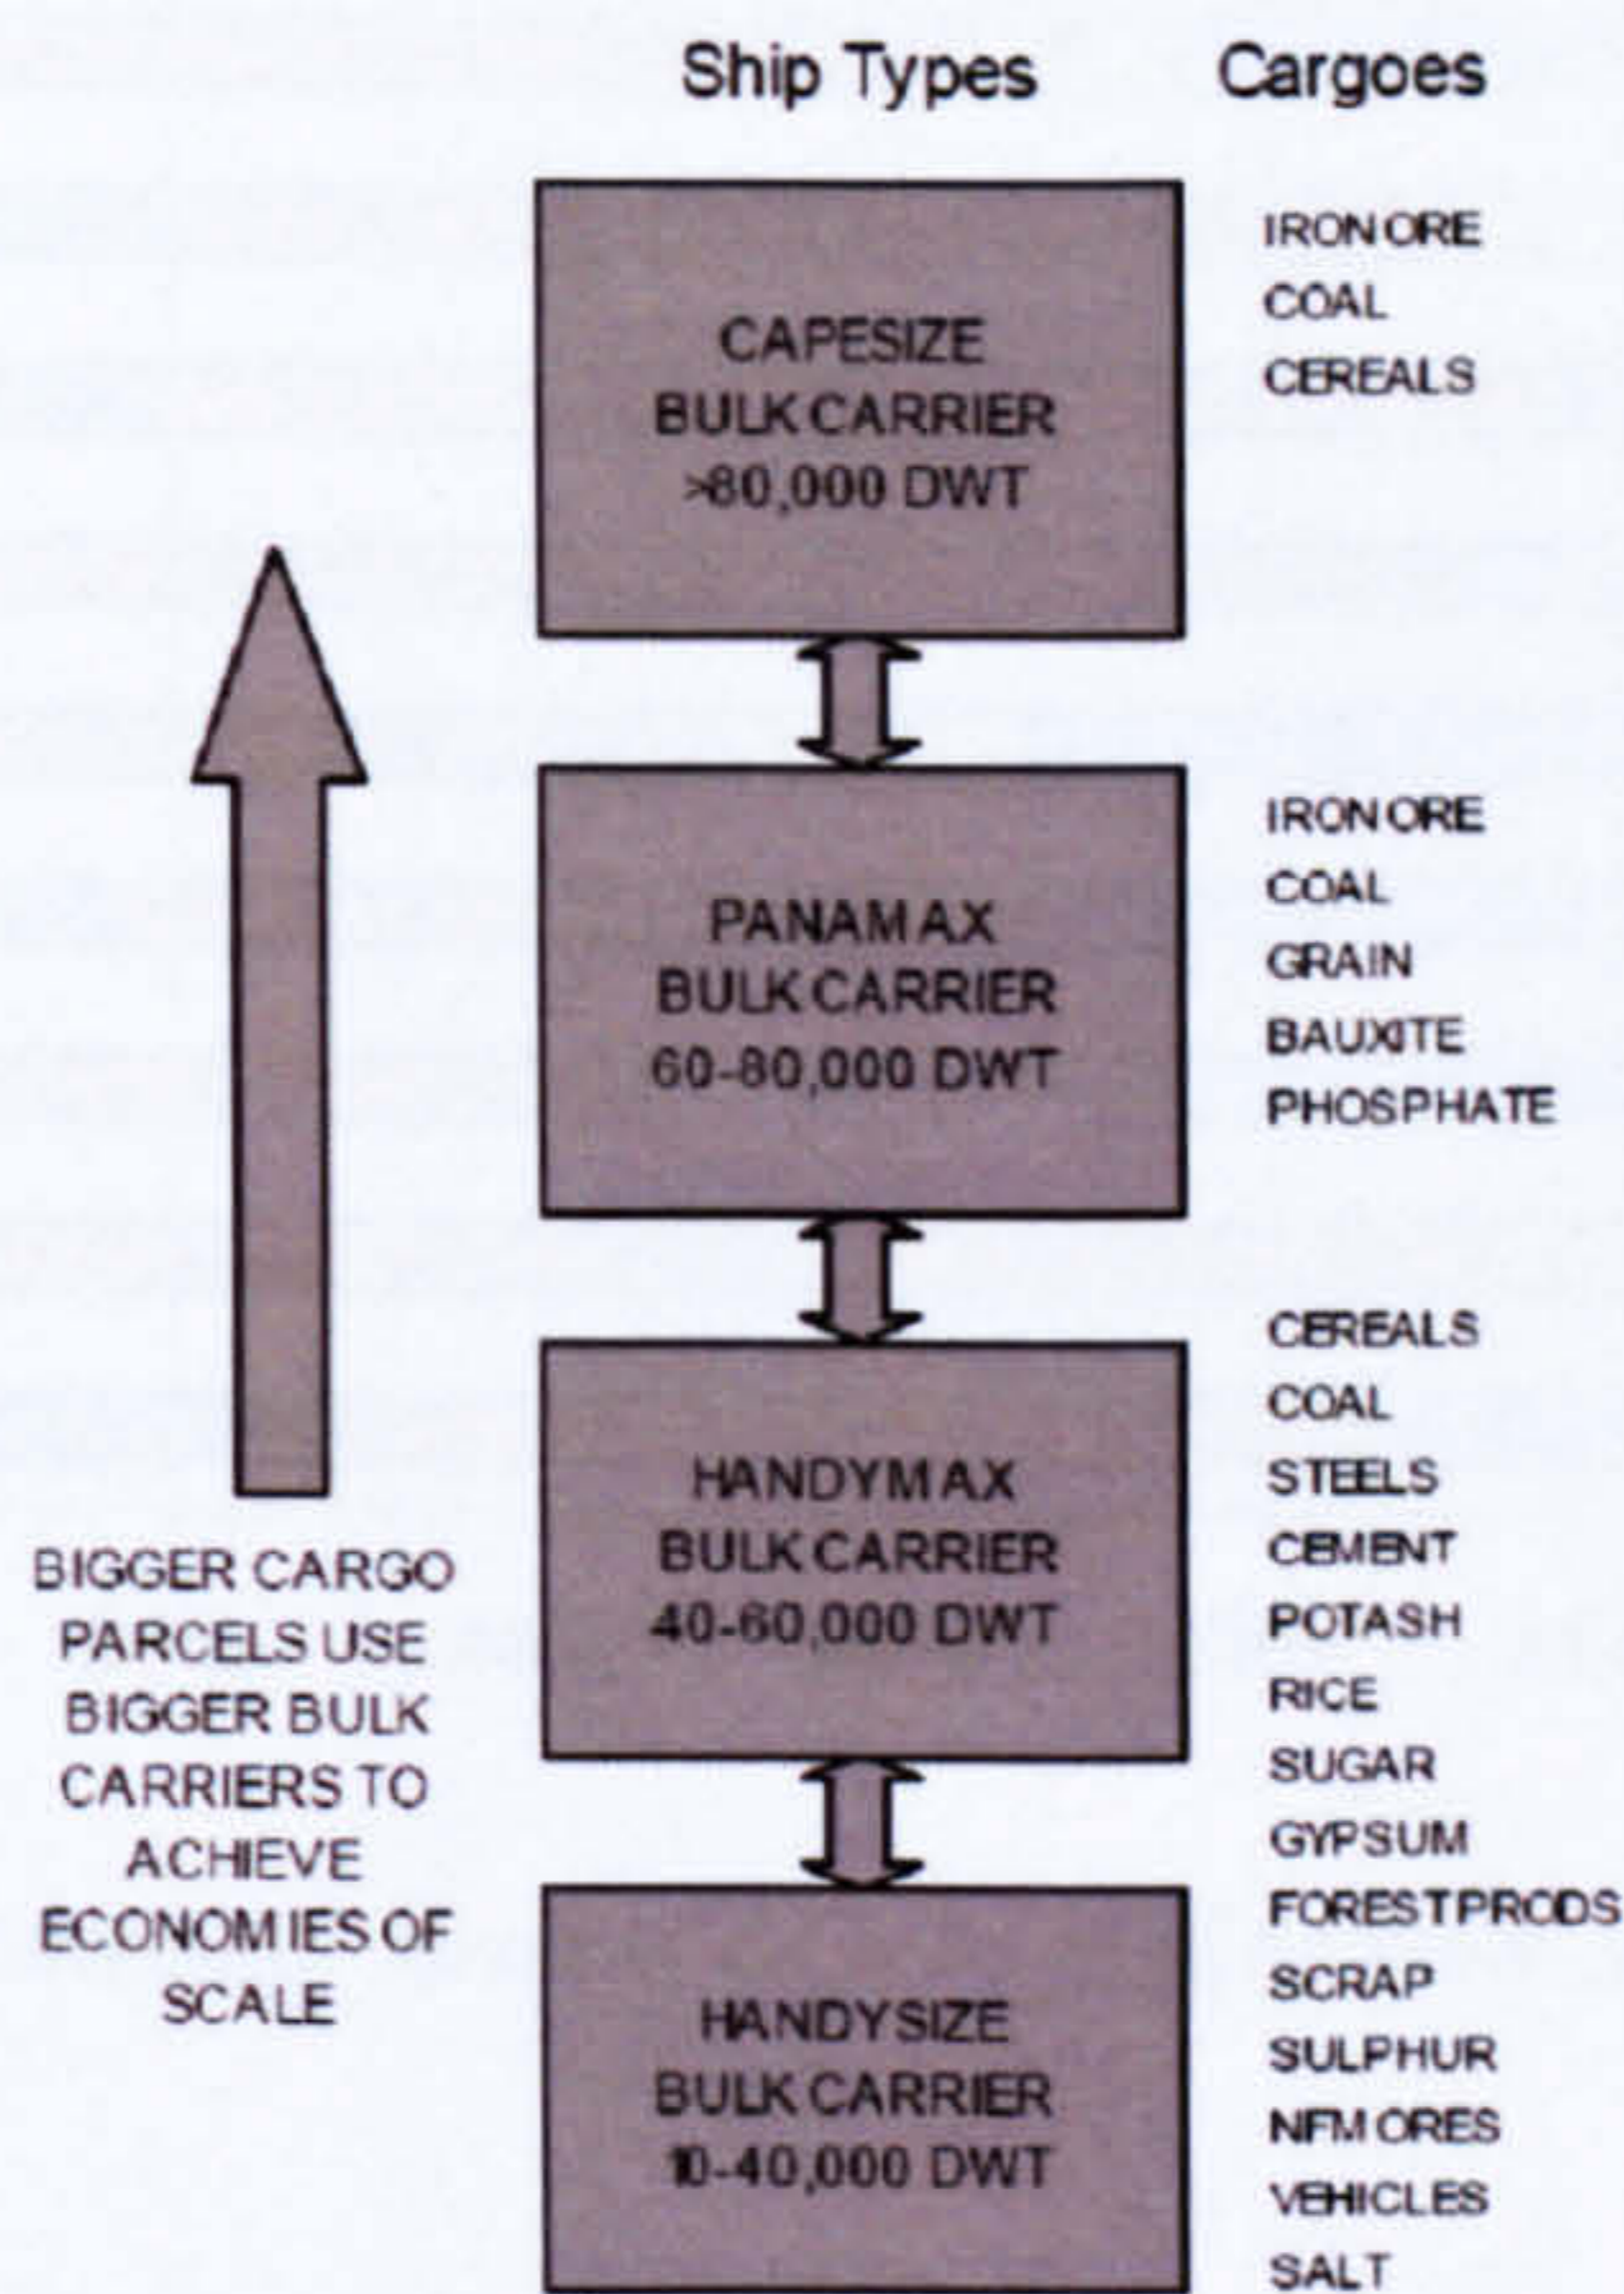 Ship Types Cargoes
CAPESIZE
BULK CARRIER
>80,000 DWT
IRON ORE
COAL
CEREALS
PANAMAX
BULK CARRIER
60-80,000 DWT
IRON ORE
COAL
GRAIN
BAUXITE
PHOSPHATE
HANDYMAX
BULK CARRIER
40-60,000 DWT
HANDYSIZE
BULK CARRIER
10-40,000 DWT
CEREALS
COAL
STEELS
CEMENT
POTASH
RICE
SUGAR
GYPSUM
FOREST PRODS
SCRAP
SULPHUR
NFM ORES
VEHICLES
SALT
BIGGER CARGO
PARCELS USE
BIGGER BULK
CARRIERS TO
ACHIEVE
ECONOMIES OF
SCALE